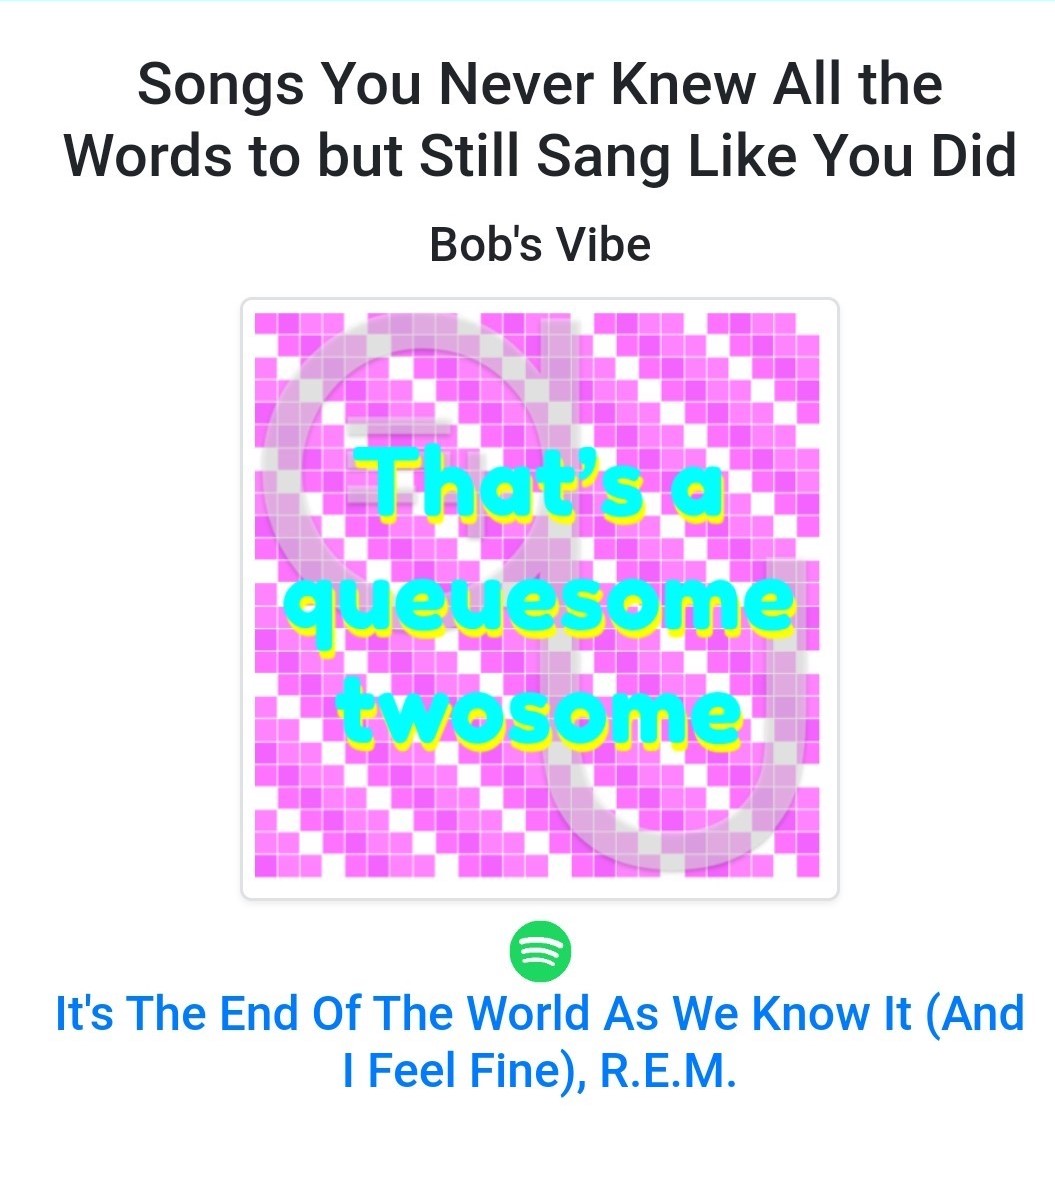 Songs You Never Knew All the
Words to but Still Sang Like You Did
Bob's Vibe
That's a
queuesome
twosome
It's The End Of The World As We Know It (And
I Feel Fine), R.E.M.